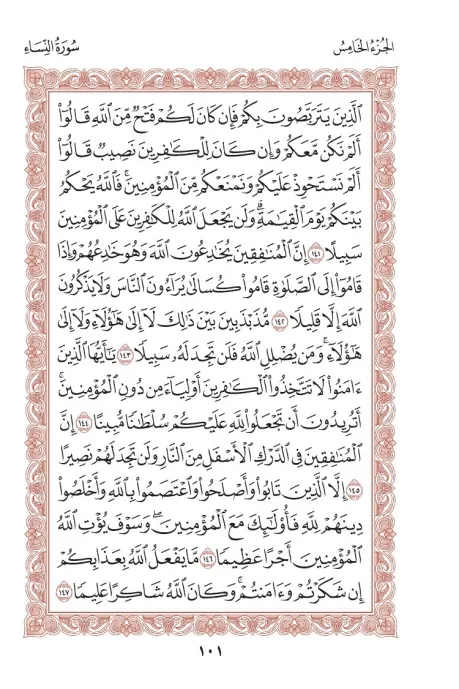 الجُزْءُ الخَامِسُ
سُورَةُ النِّسَاءِ
ٱلَّذِينَ يَتَرَبَّصُونَ بِكُمۡ فَإِن كَانَ لَكُمۡ فَتۡحٞ مِّنَ ٱللَّهِ قَالُوٓاْ
أَلَمۡ نَكُن مَّعَكُمۡ وَإِن كَانَ لِلۡكَٰفِرِينَ نَصِيبٞ قَالُوٓاْ
أَلَمۡ نَسۡتَحۡوِذۡ عَلَيۡكُمۡ وَنَمۡنَعۡكُم مِّنَ ٱلۡمُؤۡمِنِينَۚ فَٱللَّهُ يَحۡكُمُ
بَيۡنَكُمۡ يَوۡمَ ٱلۡقِيَٰمَةِۗ وَلَن يَجۡعَلَ ٱللَّهُ لِلۡكَٰفِرِينَ عَلَى ٱلۡمُؤۡمِنِينَ
سَبِيلًا ١٤١ إِنَّ ٱلۡمُنَٰفِقِينَ يُخَٰدِعُونَ ٱللَّهَ وَهُوَ خَٰدِعُهُمۡ وَإِذَا
قَامُوٓاْ إِلَى ٱلصَّلَوٰةِ قَامُواْ كُسَالَىٰ يُرَآءُونَ ٱلنَّاسَ وَلَا يَذۡكُرُونَ
ٱللَّهَ إِلَّا قَلِيلٗا ١٤٢ مُّذَبۡذَبِينَ بَيۡنَ ذَٰلِكَ لَآ إِلَىٰ هَٰٓؤُلَآءِ وَلَآ إِلَىٰ
هَٰٓؤُلَآءِۚ وَمَن يُضۡلِلِ ٱللَّهُ فَلَن تَجِدَ لَهُۥ سَبِيلٗا ١٤٣ يَٰٓأَيُّهَا ٱلَّذِينَ
ءَامَنُواْ لَا تَتَّخِذُواْ ٱلۡكَٰفِرِينَ أَوۡلِيَآءَ مِن دُونِ ٱلۡمُؤۡمِنِينَۚ
أَتُرِيدُونَ أَن تَجۡعَلُواْ لِلَّهِ عَلَيۡكُمۡ سُلۡطَٰنٗا مُّبِينًا ١٤٤ إِنَّ
ٱلۡمُنَٰفِقِينَ فِي ٱلدَّرۡكِ ٱلۡأَسۡفَلِ مِنَ ٱلنَّارِ وَلَن تَجِدَ لَهُمۡ نَصِيرًا
١٤٥ إِلَّا ٱلَّذِينَ تَابُواْ وَأَصۡلَحُواْ وَٱعۡتَصَمُواْ بِٱللَّهِ وَأَخۡلَصُواْ
دِينَهُمۡ لِلَّهِ فَأُوْلَٰٓئِكَ مَعَ ٱلۡمُؤۡمِنِينَۖ وَسَوۡفَ يُؤۡتِ ٱللَّهُ
ٱلۡمُؤۡمِنِينَ أَجۡرًا عَظِيمٗا ١٤٦ مَّا يَفۡعَلُ ٱللَّهُ بِعَذَابِكُمۡ
إِن شَكَرۡتُمۡ وَءَامَنتُمۡۚ وَكَانَ ٱللَّهُ شَاكِرًا عَلِيمٗا ١٤٧
١٠١